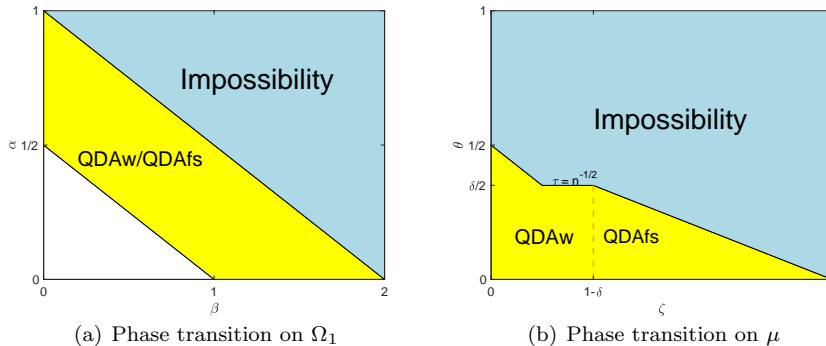 1
1/2
0
α
Impossibility
QDAw/QDAfs
0
1
2
β
(a) Phase transition on Ω₁
1
1/2
δ/2
0
θ
Impossibility
τ = n^{-1/2}
QDAw
QDAfs
0
1-δ
ζ
(b) Phase transition on μ